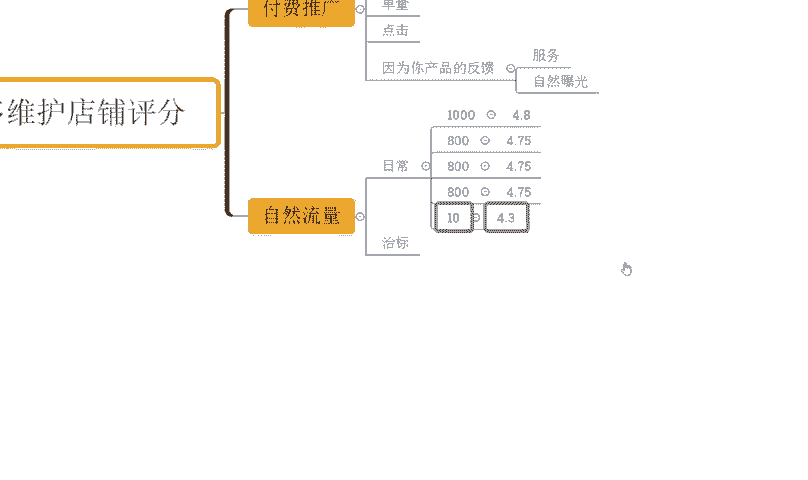 付费推广
单量
点击
因为你产品的反馈
服务
自然曝光
维护店铺评分
1000 4.8
800 4.75
日常
800 4.75
800 4.75
自然流量
10 4.3
治标